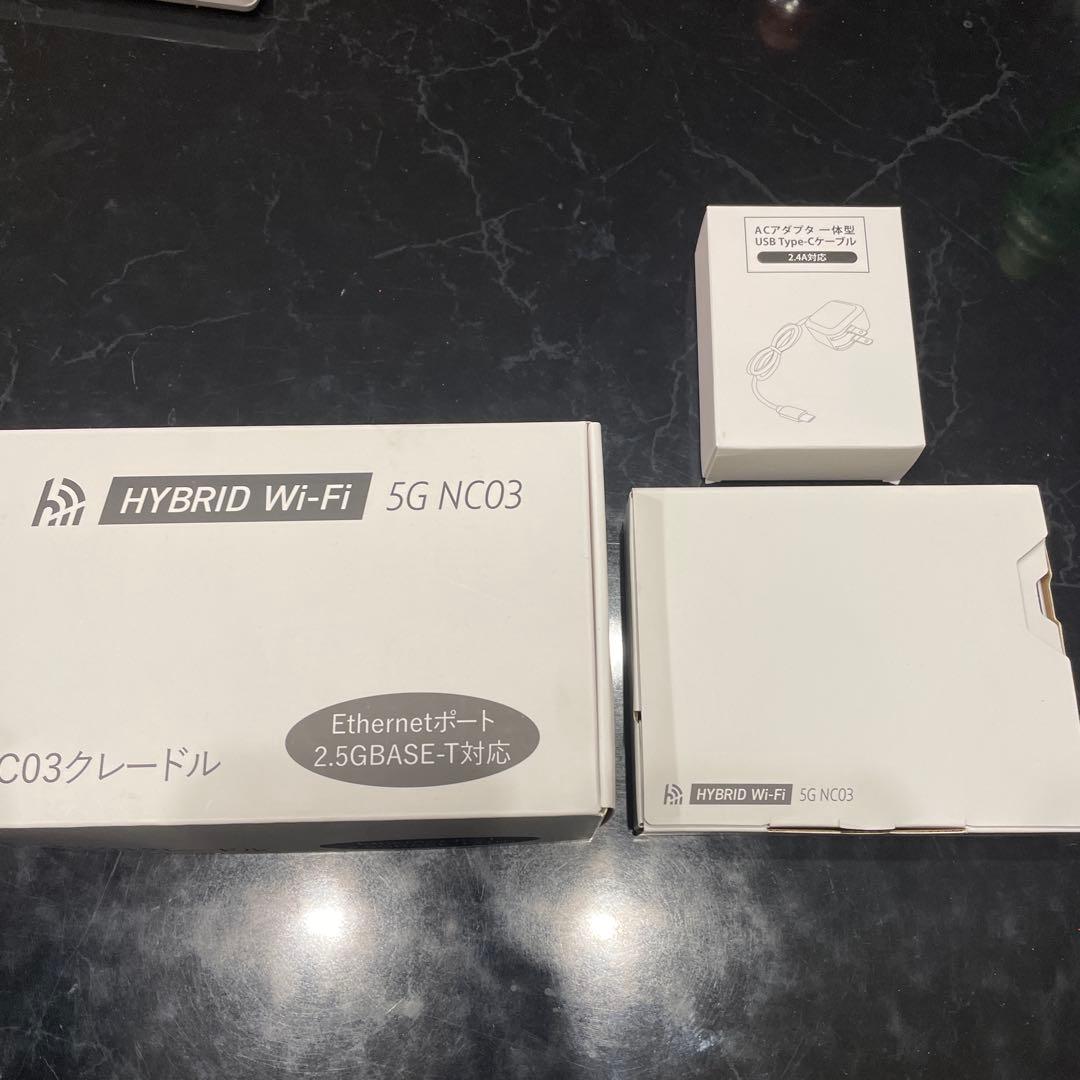 ACアダプタ 一体型
USB Type-Cケーブル
2.4A対応
HYBRID Wi-Fi 5G NC03
Ethernetポート
2.5GBASE-T対応
C03クレードル
HYBRID Wi-Fi 5G NC03